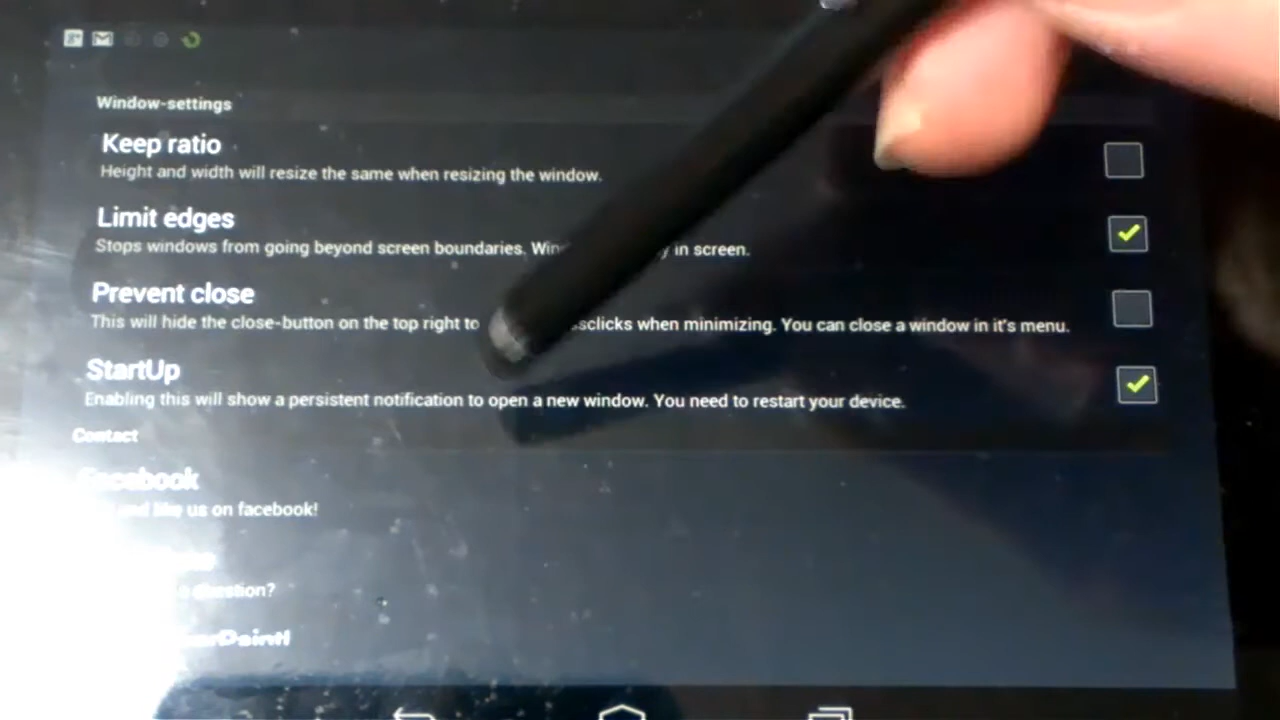 Window-settings
Keep ratio
Height and width will resize the same when resizing the window.
Limit edges
Stops windows from going beyond screen boundaries. in screen.
Prevent close
This will hide the close-button on the top right to when minimizing. You can close a window in it's menu.
StartUp
Enabling this will show a persistent notification to open a new window. You need to restart your device.
Contact
Facebook
us on facebook!
question?